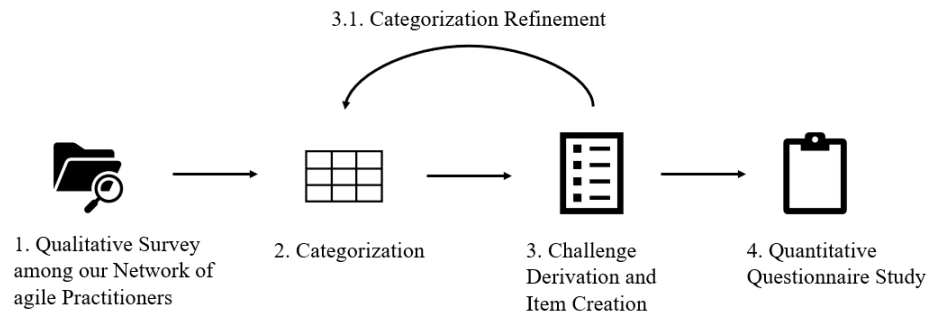 3.1. Categorization Refinement
1. Qualitative Survey
among our Network of
agile Practitioners
2. Categorization
3. Challenge
Derivation and
Item Creation
4. Quantitative
Questionnaire Study